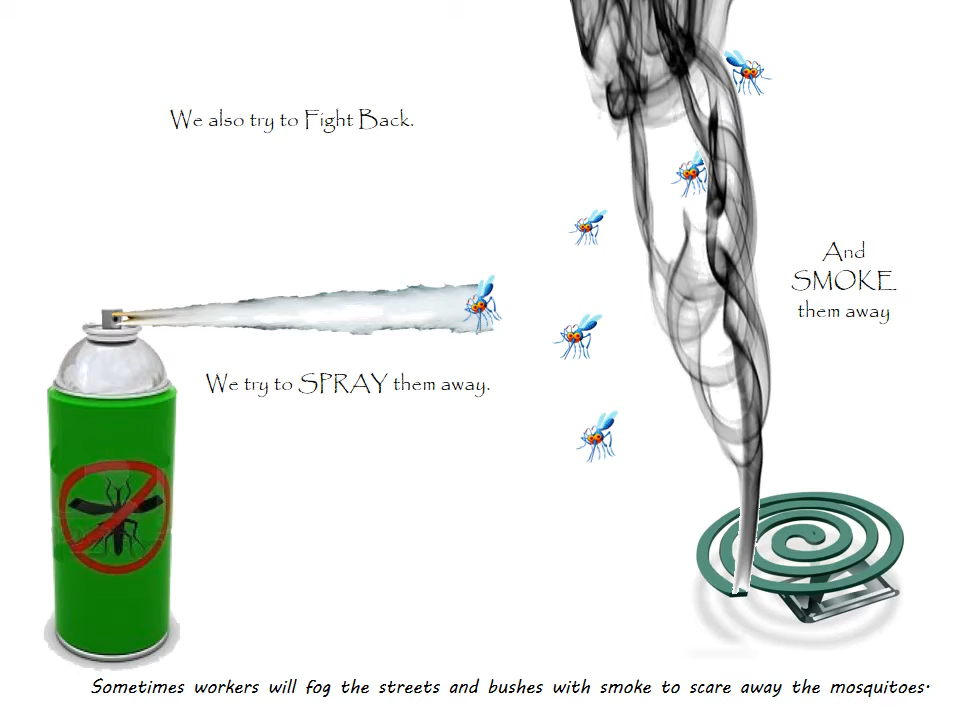 We also try to Fight Back.
We try to SPRAY them away.
And
SMOKE
them away
Sometimes workers will fog the streets and bushes with smoke to scare away the mosquitoes.